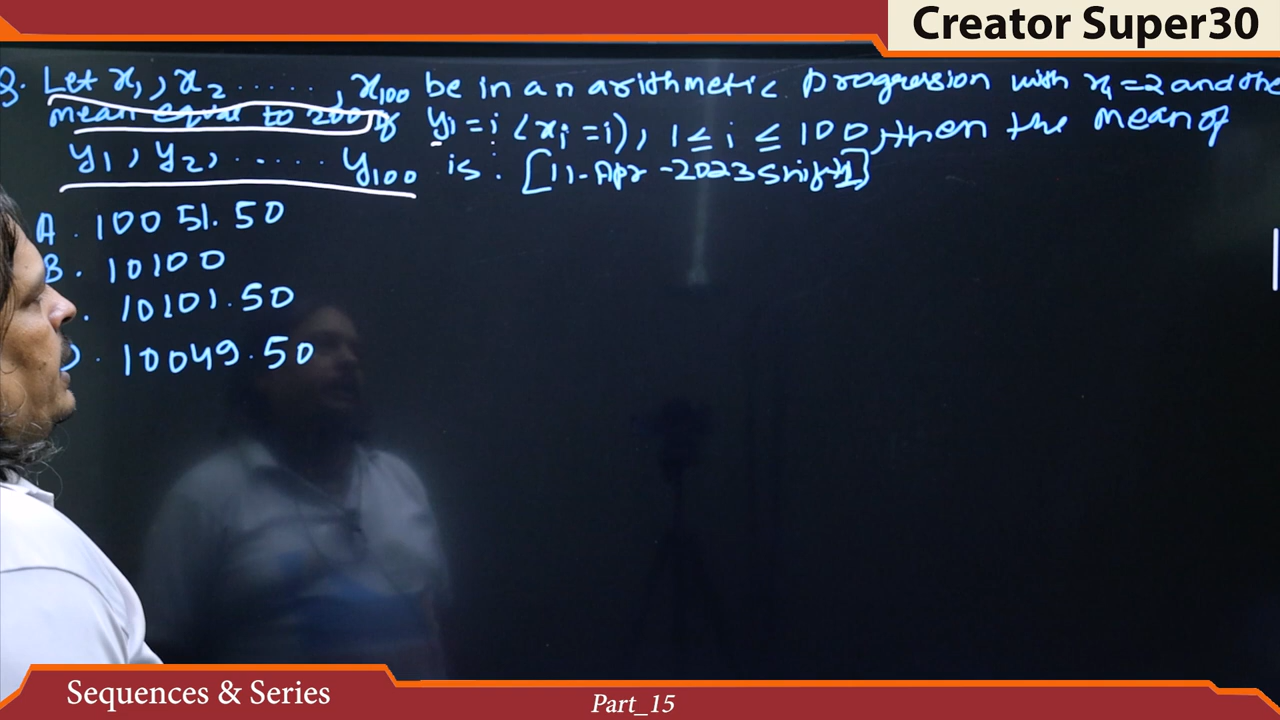 Creator Super30
Q. Let x₁, x₂ ....., x₁₀₀ be in an arithmetic progression with x₁ = 2 and the
mean equal to 200 if yᵢ = i (xᵢ = i), 1 ≤ i ≤ 100, then the mean of
y₁, y₂, ..... y₁₀₀ is . [11-Apr-2023 shift1]
A. 10051.50
B. 10100
. 10101.50
D. 10049.50
Sequences & Series
Part_15